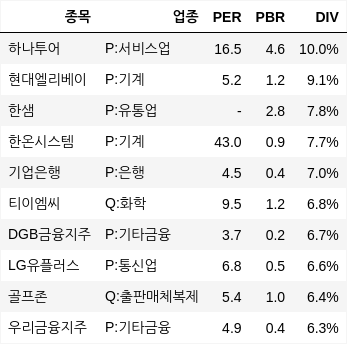 종목 업종 PER PBR DIV
하나투어 P:서비스업 16.5 4.6 10.0%
현대엘리베이 P:기계 5.2 1.2 9.1%
한샘 P:유통업 - 2.8 7.8%
한온시스템 P:기계 43.0 0.9 7.7%
기업은행 P:은행 4.5 0.4 7.0%
티이엠씨 Q:화학 9.5 1.2 6.8%
DGB금융지주 P:기타금융 3.7 0.2 6.7%
LG유플러스 P:통신업 6.8 0.5 6.6%
골프존 Q:출판매체복제 5.4 1.0 6.4%
우리금융지주 P:기타금융 4.9 0.4 6.3%